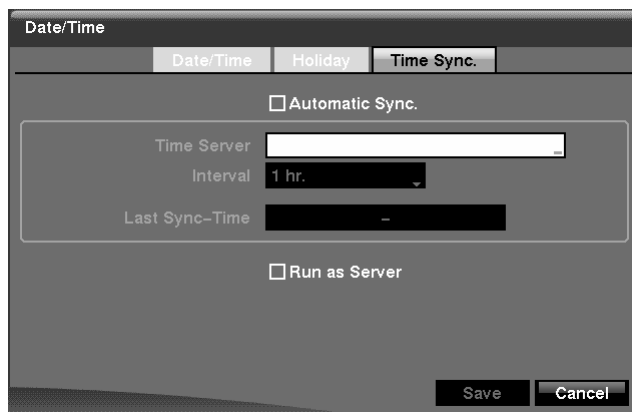 Date/Time
Date/Time Holiday Time Sync.
Automatic Sync.
Time Server
Interval 1 hr.
Last Sync-Time -
Run as Server
Save Cancel